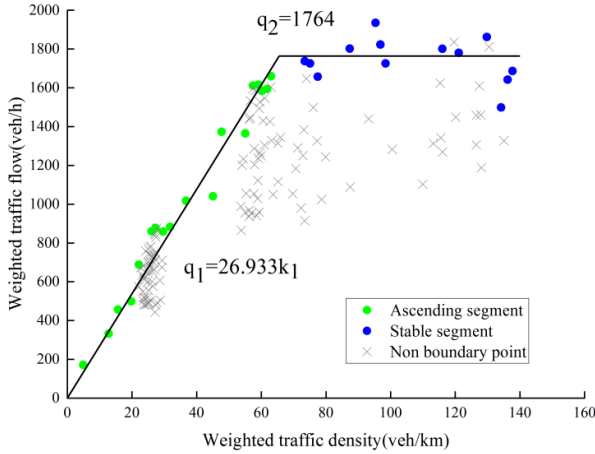 2000
1800
1600
1400
1200
1000
800
600
400
200
0
Weighted traffic flow(veh/h)
q2=1764
q1=26.933k1
Ascending segment
Stable segment
Non boundary point
0 20 40 60 80 100 120 140 160
Weighted traffic density(veh/km)